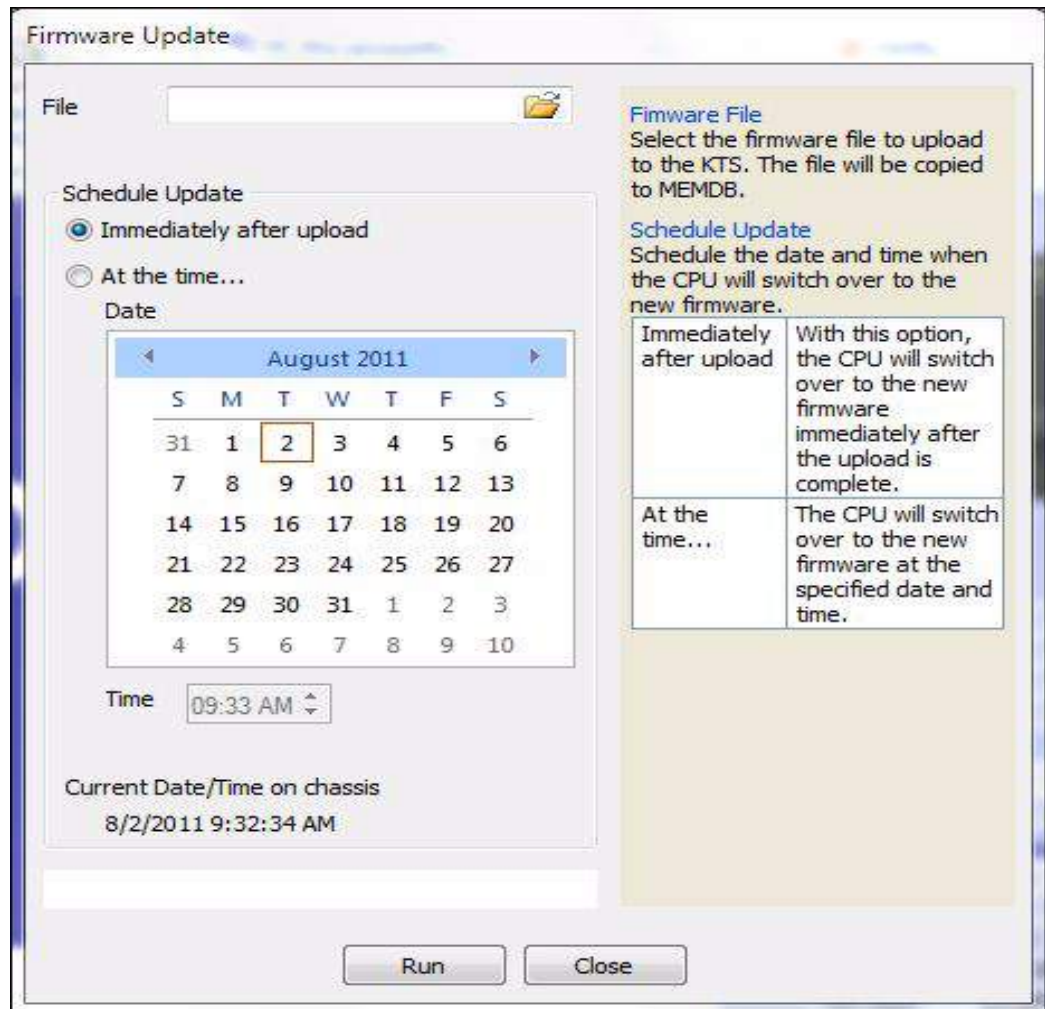 Firmware Update
File
Schedule Update
Immediately after upload
At the time...
Date
August 2011
S M T W T F S
31 1 2 3 4 5 6
7 8 9 10 11 12 13
14 15 16 17 18 19 20
21 22 23 24 25 26 27
28 29 30 31 1 2 3
4 5 6 7 8 9 10
Time 09:33 AM
Current Date/Time on chassis
8/2/2011 9:32:34 AM
Fimware File
Select the firmware file to upload
to the KTS. The file will be copied
to MEMDB.
Schedule Update
Schedule the date and time when
the CPU will switch over to the
new firmware.
Immediately
after upload
With this option,
the CPU will switch
over to the new
firmware
immediately after
the upload is
complete.
At the
time...
The CPU will switch
over to the new
firmware at the
specified date and
time.
Run Close